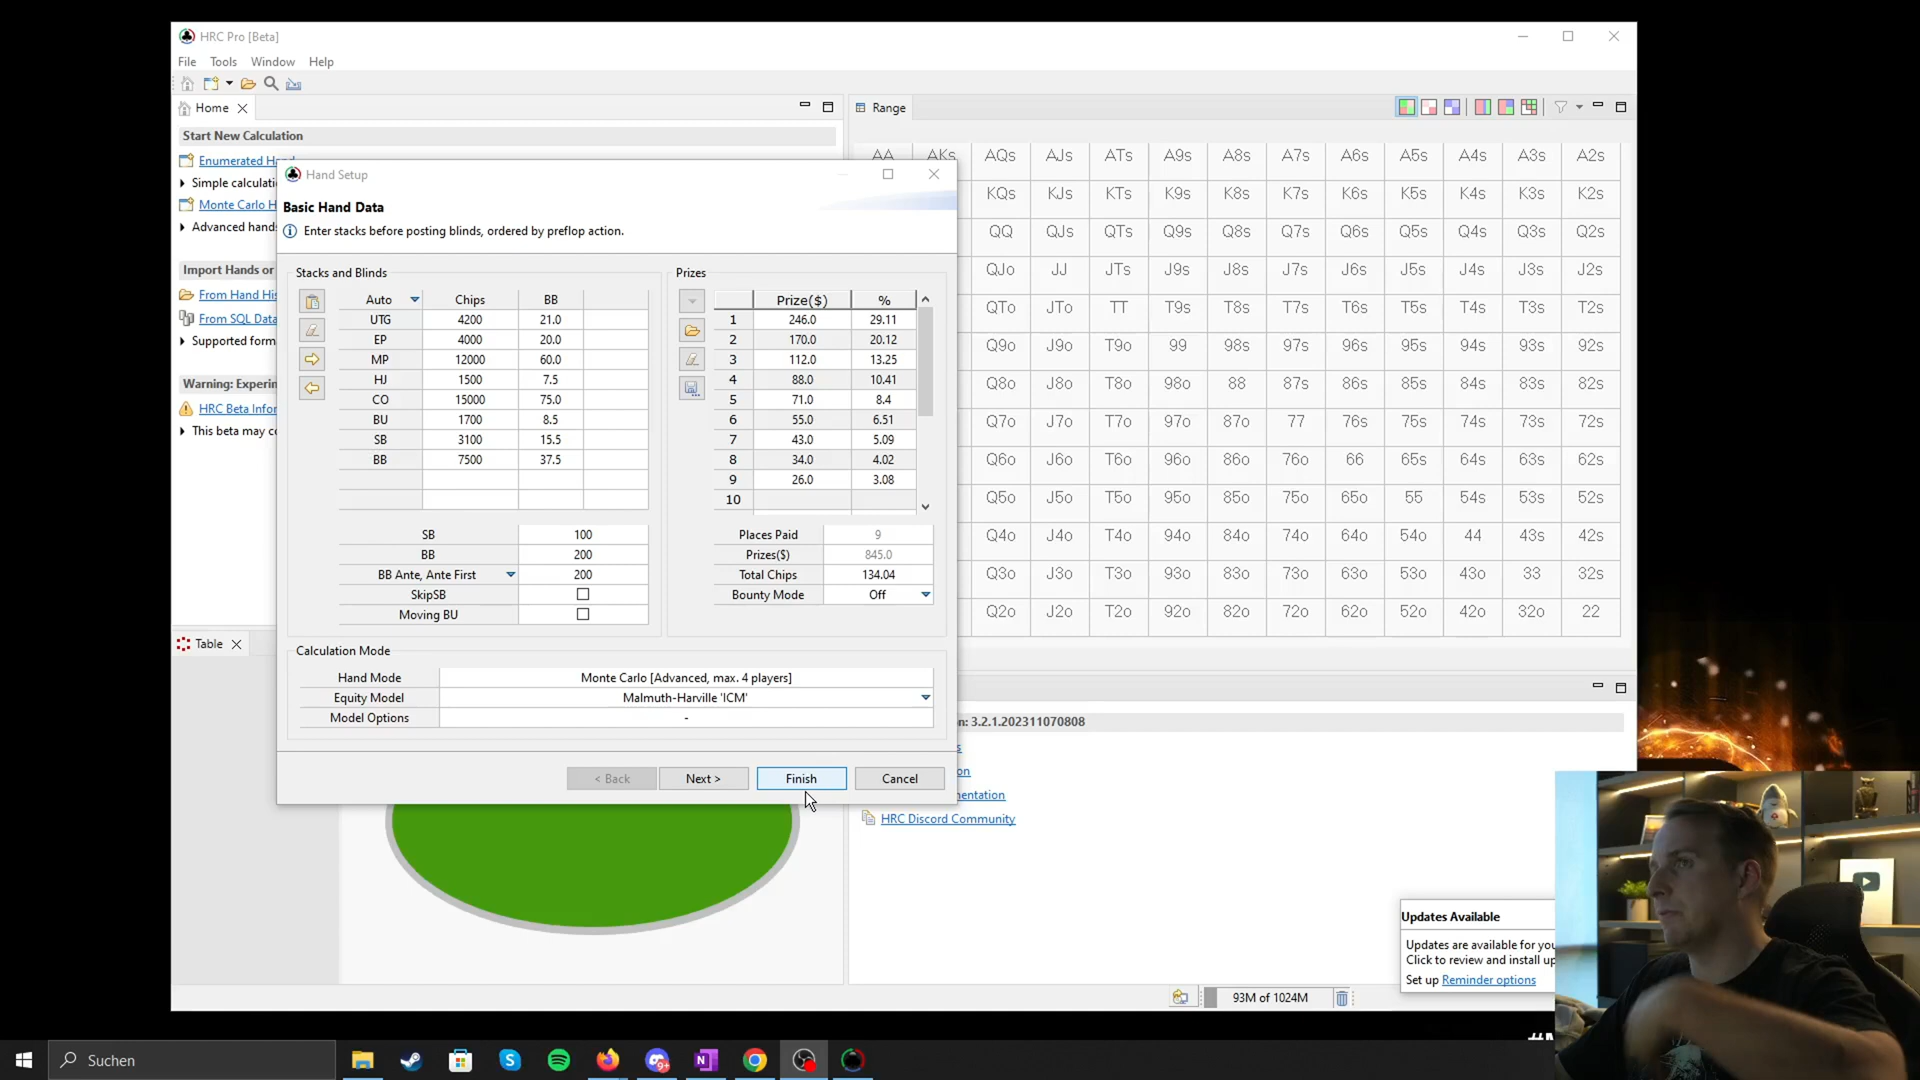 HRC Pro [Beta]
File Tools Window Help
Home
Start New Calculation
Enumerated Hand
Simple calculati
Monte Carlo H
Advanced hand
Import Hands or
From Hand His
From SQL Data
Supported form
Warning: Experin
HRC Beta Infor
This beta may co
Table
Hand Setup
Basic Hand Data
Enter stacks before posting blinds, ordered by preflop action.
Stacks and Blinds
Auto Chips BB
UTG 4200 21.0
EP 4000 20.0
MP 12000 60.0
HJ 1500 7.5
CO 15000 75.0
BU 1700 8.5
SB 3100 15.5
BB 7500 37.5
SB 100
BB 200
BB Ante, Ante First 200
SkipSB
Moving BU
Prizes
Prize($) %
1 246.0 29.11
2 170.0 20.12
3 112.0 13.25
4 88.0 10.41
5 71.0 8.4
6 55.0 6.51
7 43.0 5.09
8 34.0 4.02
9 26.0 3.08
10
Places Paid 9
Prizes($) 845.0
Total Chips 134.04
Bounty Mode Off
Calculation Mode
Hand Mode Monte Carlo [Advanced, max. 4 players]
Equity Model Malmuth-Harville 'ICM'
Model Options -
< Back Next > Finish Cancel
Range
AA AKs AQs AJs ATs A9s A8s A7s A6s A5s A4s A3s A2s
KQs KJs KTs K9s K8s K7s K6s K5s K4s K3s K2s
QQ QJs QTs Q9s Q8s Q7s Q6s Q5s Q4s Q3s Q2s
QJo JJ JTs J9s J8s J7s J6s J5s J4s J3s J2s
QTo JTo TT T9s T8s T7s T6s T5s T4s T3s T2s
Q9o J9o T9o 99 98s 97s 96s 95s 94s 93s 92s
Q8o J8o T8o 98o 88 87s 86s 85s 84s 83s 82s
Q7o J7o T7o 97o 87o 77 76s 75s 74s 73s 72s
Q6o J6o T6o 96o 86o 76o 66 65s 64s 63s 62s
Q5o J5o T5o 95o 85o 75o 65o 55 54s 53s 52s
Q4o J4o T4o 94o 84o 74o 64o 54o 44 43s 42s
Q3o J3o T3o 93o 83o 73o 63o 53o 43o 33 32s
Q2o J2o T2o 92o 82o 72o 62o 52o 42o 32o 22
n: 3.2.1.202311070808
s
on
entation
HRC Discord Community
Updates Available
Updates are available for you
Click to review and install up
Set up Reminder options
93M of 1024M
Suchen
9+